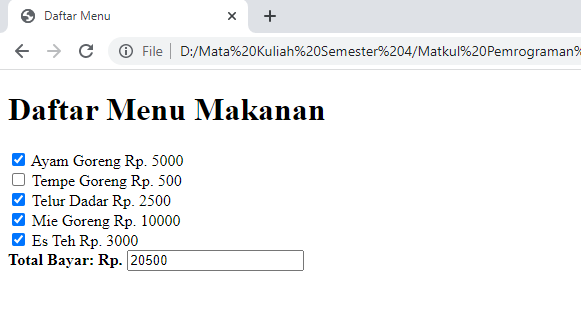 Daftar Menu
File D:/Mata%20Kuliah%20Semester%204/Matkul%20Pemrograman%
Daftar Menu Makanan
Ayam Goreng Rp. 5000
Tempe Goreng Rp. 500
Telur Dadar Rp. 2500
Mie Goreng Rp. 10000
Es Teh Rp. 3000
Total Bayar: Rp. 20500